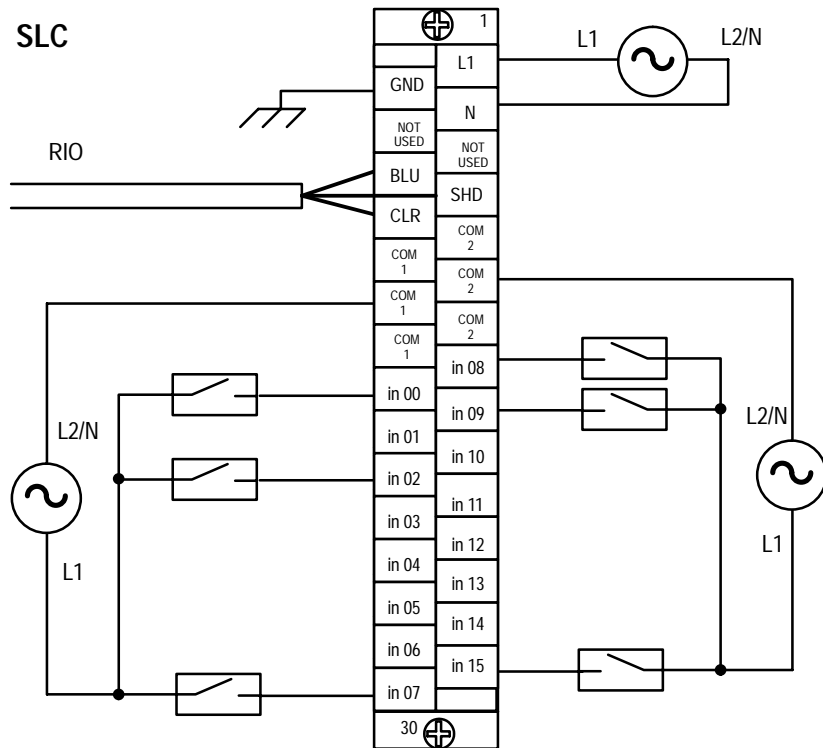 SLC
1
L1
L2/N
L1
GND
N
NOT
USED
NOT
USED
RIO
BLU
SHD
CLR
COM
2
COM
1
COM
2
COM
1
COM
2
COM
1
in 08
in 00
in 09
L2/N
L2/N
in 01
in 10
in 02
in 11
in 03
in 12
L1
L1
in 04
in 13
in 05
in 14
in 06
in 15
in 07
30